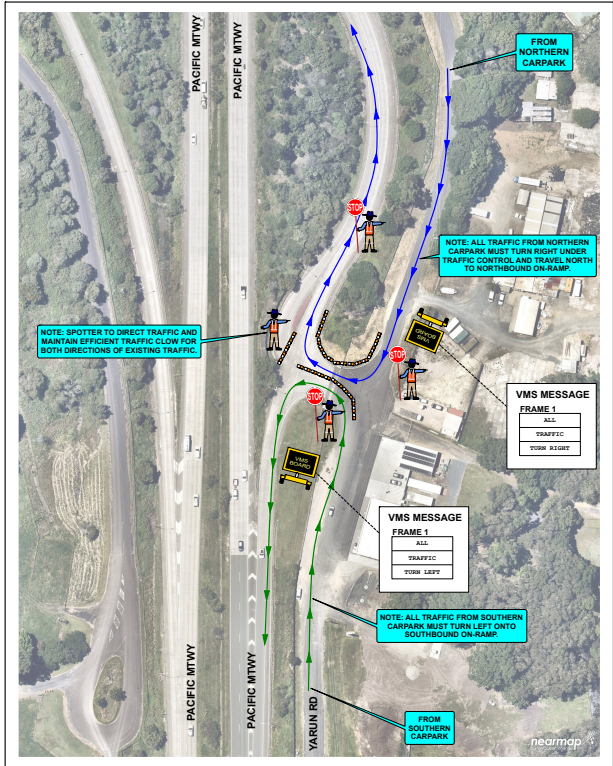 PACIFIC MTWY
PACIFIC MTWY
FROM
NORTHERN
CARPARK
STOP
NOTE: ALL TRAFFIC FROM NORTHERN
CARPARK MUST TURN RIGHT UNDER
TRAFFIC CONTROL AND TRAVEL NORTH
TO NORTHBOUND ON-RAMP.
NOTE: SPOTTER TO DIRECT TRAFFIC AND
MAINTAIN EFFICIENT TRAFFIC CLOW FOR
BOTH DIRECTIONS OF EXISTING TRAFFIC.
VMS
BOARD
STOP
STOP
VMS MESSAGE
FRAME 1
ALL
TRAFFIC
TURN RIGHT
VMS
BOARD
VMS MESSAGE
FRAME 1
ALL
TRAFFIC
TURN LEFT
NOTE: ALL TRAFFIC FROM SOUTHERN
CARPARK MUST TURN LEFT ONTO
SOUTHBOUND ON-RAMP.
PACIFIC MTWY
PACIFIC MTWY
YARUN RD
FROM
SOUTHERN
CARPARK
nearmap